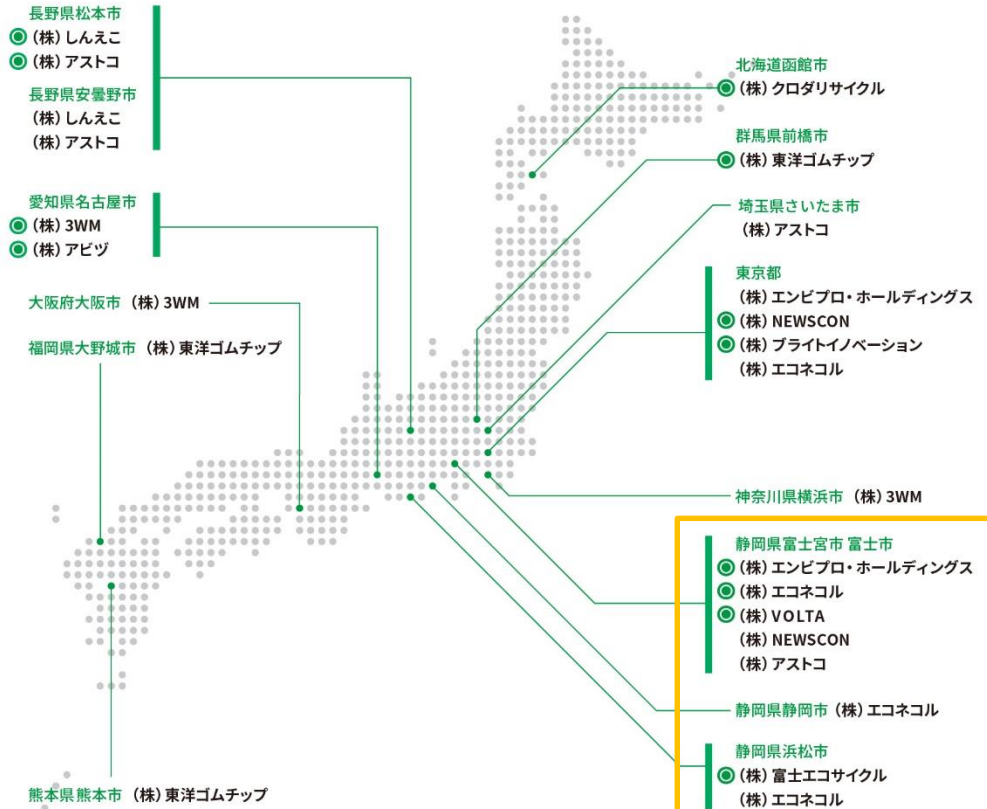 長野県松本市
(株)しんえこ
(株)アストコ
長野県安曇野市
(株)しんえこ
(株)アストコ
愛知県名古屋市
(株)3WM
(株)アビヅ
大阪府大阪市 (株)3WM
福岡県大野城市 (株)東洋ゴムチップ
熊本県熊本市 (株)東洋ゴムチップ
北海道函館市
(株)クロダリサイクル
群馬県前橋市
(株)東洋ゴムチップ
埼玉県さいたま市
(株)アストコ
東京都
(株)エンビプロ・ホールディングス
(株)NEWSCON
(株)ブライトイノベーション
(株)エコネコル
神奈川県横浜市 (株)3WM
静岡県富士宮市 富士市
(株)エンビプロ・ホールディングス
(株)エコネコル
(株)VOLTA
(株)NEWSCON
(株)アストコ
静岡県静岡市 (株)エコネコル
静岡県浜松市
(株)富士エコサイクル
(株)エコネコル